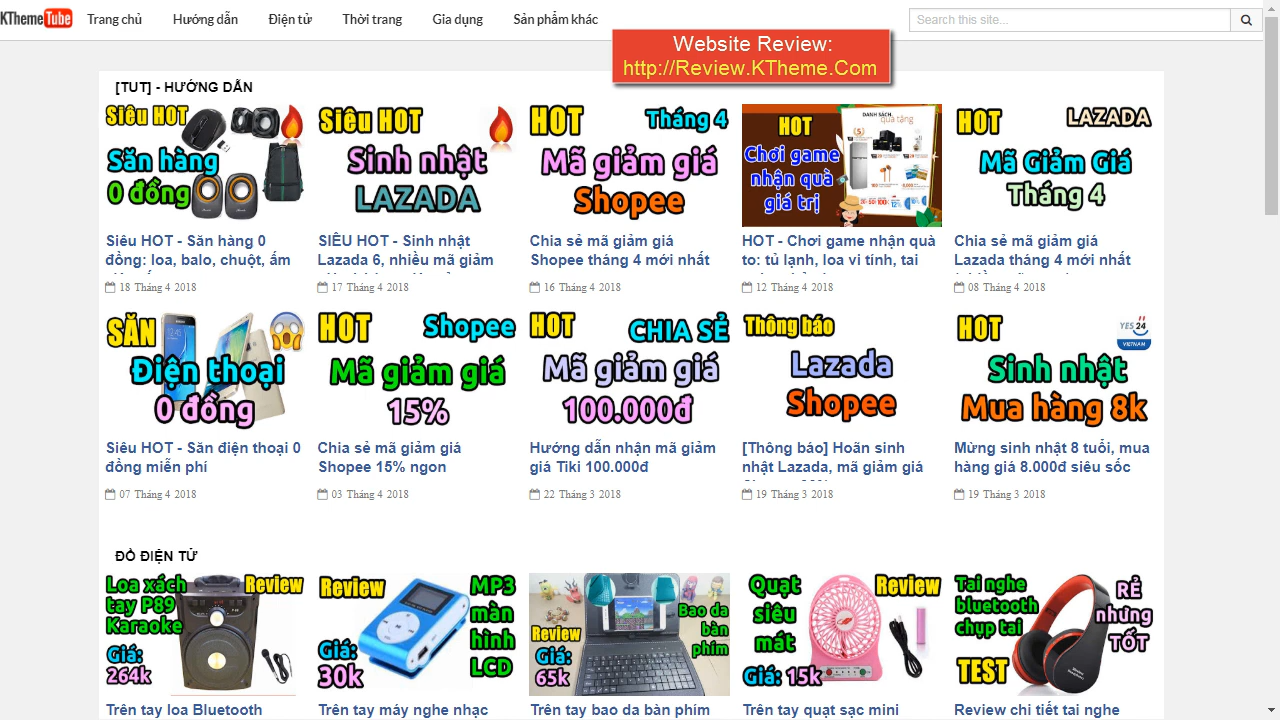 KThemeTube
Trang chủ
Hướng dẫn
Điện tử
Thời trang
Gia dụng
Sản phẩm khác
Search this site...
Website Review:
http://Review.KTheme.Com
[TUT] - HƯỚNG DẪN
Siêu HOT
Săn hàng
0 đồng
Siêu HOT
Sinh nhật
LAZADA
HOT
Tháng 4
Mã giảm giá
Shopee
HOT
Chơi game
nhận quà
giá trị
DANH SÁCH
quà tặng
HOT
LAZADA
Mã Giảm Giá
Tháng 4
Siêu HOT - Săn hàng 0
đồng: loa, balo, chuột, ấm
18 Tháng 4 2018
SIÊU HOT - Sinh nhật
Lazada 6, nhiều mã giảm
17 Tháng 4 2018
Chia sẻ mã giảm giá
Shopee tháng 4 mới nhất
16 Tháng 4 2018
HOT - Chơi game nhận quà
to: tủ lạnh, loa vi tính, tai
12 Tháng 4 2018
Chia sẻ mã giảm giá
Lazada tháng 4 mới nhất
08 Tháng 4 2018
SĂN
Điện thoại
0 đồng
HOT
Shopee
Mã giảm giá
15%
HOT
CHIA SẺ
Mã giảm giá
100.000đ
Thông báo
Lazada
Shopee
HOT
YES24
VIETNAM
Sinh nhật
Mua hàng 8k
Siêu HOT - Săn điện thoại 0
đồng miễn phí
07 Tháng 4 2018
Chia sẻ mã giảm giá
Shopee 15% ngon
03 Tháng 4 2018
Hướng dẫn nhận mã giảm
giá Tiki 100.000đ
22 Tháng 3 2018
[Thông báo] Hoãn sinh
nhật Lazada, mã giảm giá
19 Tháng 3 2018
Mừng sinh nhật 8 tuổi, mua
hàng giá 8.000đ siêu sốc
19 Tháng 3 2018
ĐỒ ĐIỆN TỬ
Loa xách
tay P89
Karaoke
Giá:
264k
Review
Review
MP3
màn
hình
LCD
Giá:
30k
Bao da
bàn
phím
Review
Giá:
65k
Quạt
siêu
mát
Review
Giá: 15k
Tai nghe
bluetooth
chụp tai
RẺ
nhưng
TỐT
TEST
Trên tay loa Bluetooth
Trên tay máy nghe nhạc
Trên tay bao da bàn phím
Trên tay quạt sạc mini
Review chi tiết tai nghe